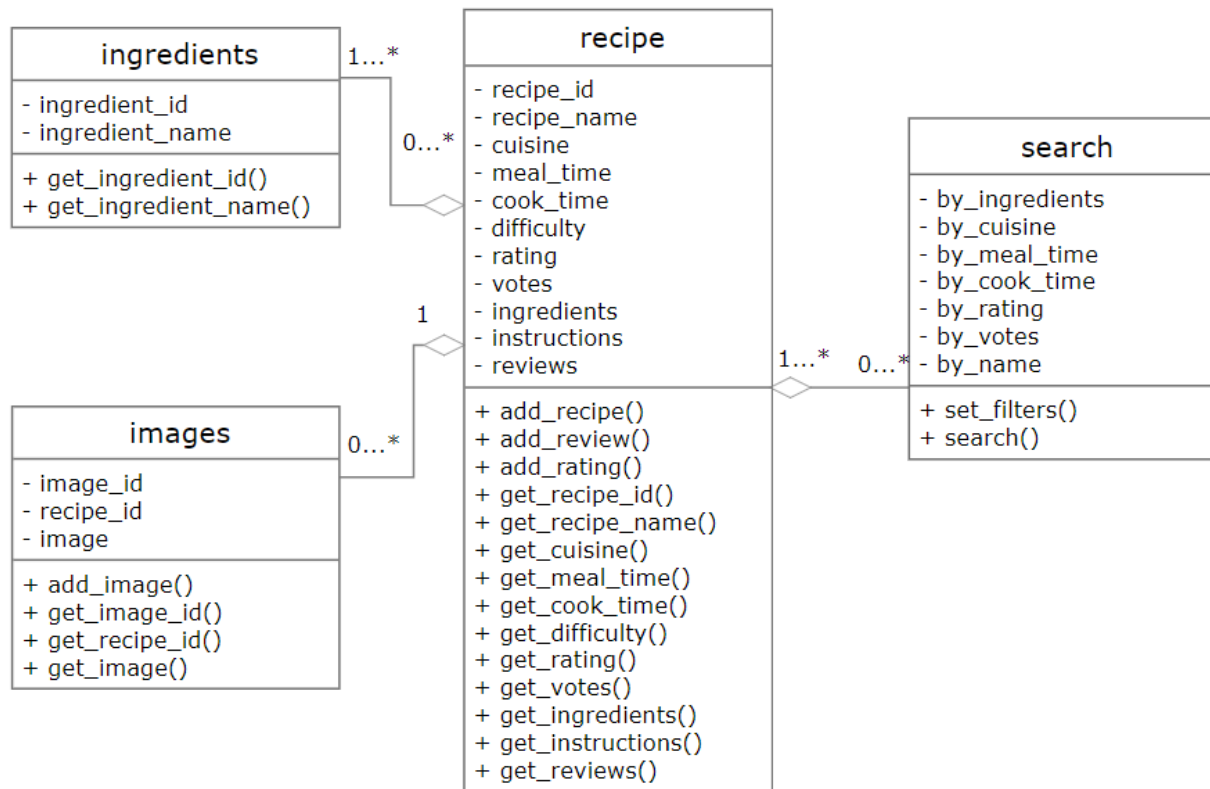 ingredients
- ingredient_id
- ingredient_name
+ get_ingredient_id()
+ get_ingredient_name()
1...*
0...*
images
- image_id
- recipe_id
- image
+ add_image()
+ get_image_id()
+ get_recipe_id()
+ get_image()
1
0...*
recipe
- recipe_id
- recipe_name
- cuisine
- meal_time
- cook_time
- difficulty
- rating
- votes
- ingredients
- instructions
- reviews
+ add_recipe()
+ add_review()
+ add_rating()
+ get_recipe_id()
+ get_recipe_name()
+ get_cuisine()
+ get_meal_time()
+ get_cook_time()
+ get_difficulty()
+ get_rating()
+ get_votes()
+ get_ingredients()
+ get_instructions()
+ get_reviews()
1...*
0...*
search
- by_ingredients
- by_cuisine
- by_meal_time
- by_cook_time
- by_rating
- by_votes
- by_name
+ set_filters()
+ search()